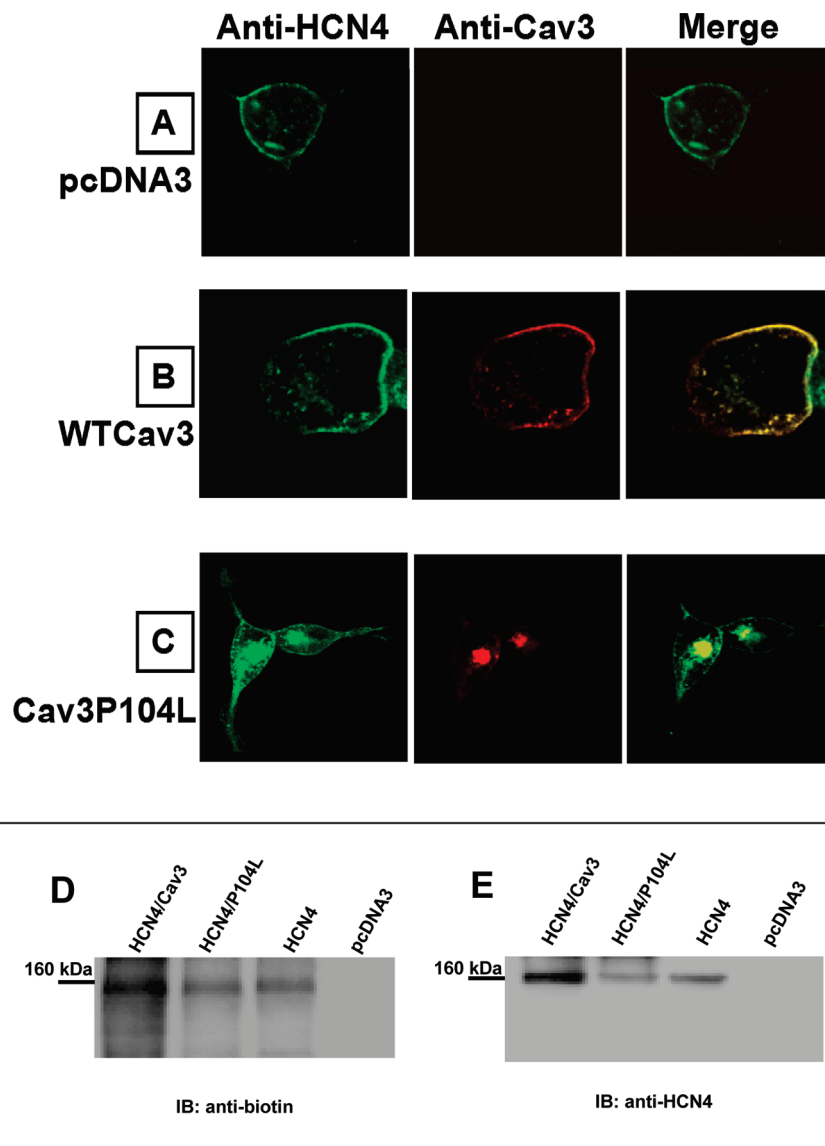 Anti-HCN4 Anti-Cav3 Merge
A
pcDNA3
B
WTCav3
C
Cav3P104L
D
HCN4/Cav3
HCN4/P104L
HCN4
pcDNA3
160 kDa
IB: anti-biotin
E
HCN4/Cav3
HCN4/P104L
HCN4
pcDNA3
160 kDa
IB: anti-HCN4